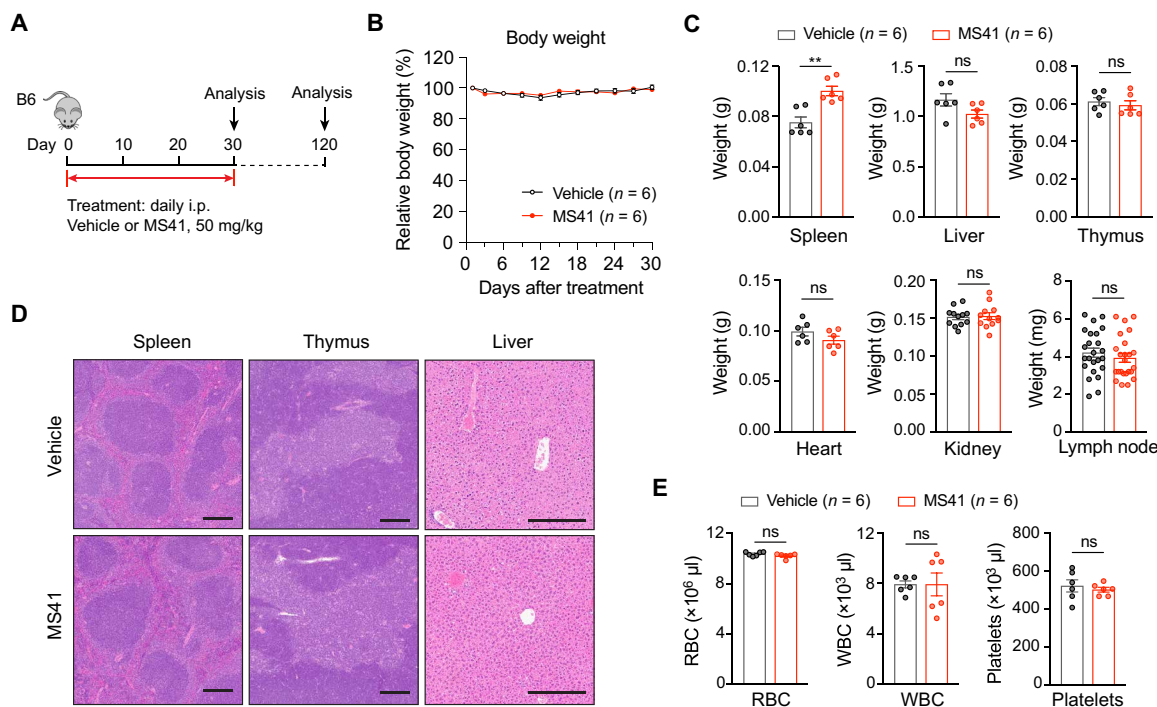 A
B6
Day
0
10
20
30
120
Analysis
Analysis
Treatment: daily i.p.
Vehicle or MS41, 50 mg/kg
B
Body weight
Relative body weight (%)
120
100
80
60
40
20
0
Vehicle (n = 6)
MS41 (n = 6)
0 6 12 18 24 30
Days after treatment
C
Vehicle (n = 6) MS41 (n = 6)
Weight (g)
0.12
0.08
0.04
0.00
**
Spleen
Weight (g)
1.5
1.0
0.5
0.0
ns
Liver
Weight (g)
0.08
0.06
0.04
0.02
0.00
ns
Thymus
Weight (g)
0.15
0.10
0.05
0.00
ns
Heart
Weight (g)
0.20
0.15
0.10
0.05
0.00
ns
Kidney
Weight (mg)
8
6
4
2
0
ns
Lymph node
D
Spleen Thymus Liver
Vehicle
MS41
E
Vehicle (n = 6) MS41 (n = 6)
RBC (×10⁶ µl)
12
8
4
0
ns
RBC
WBC (×10³ µl)
12
8
4
0
ns
WBC
Platelets (×10³ µl)
800
600
400
200
0
ns
Platelets